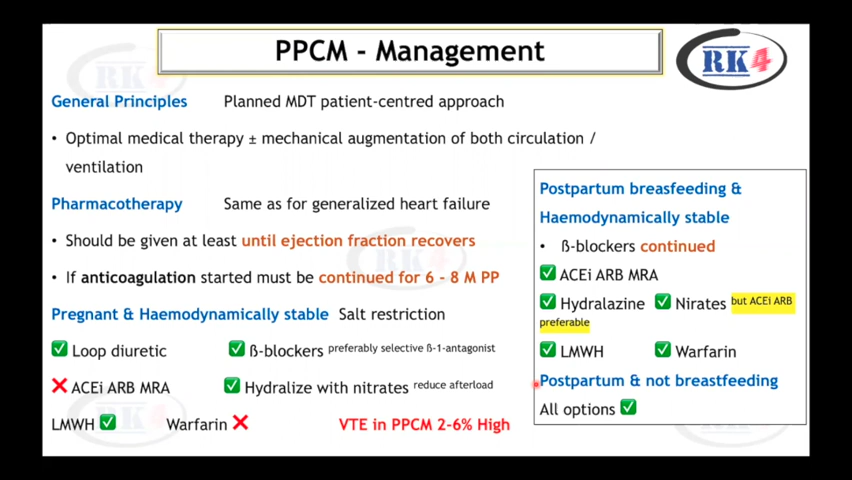 PPCM - Management
RK4
General Principles Planned MDT patient-centred approach
• Optimal medical therapy ± mechanical augmentation of both circulation /
ventilation
Pharmacotherapy Same as for generalized heart failure
• Should be given at least until ejection fraction recovers
• If anticoagulation started must be continued for 6 - 8 M PP
Pregnant & Haemodynamically stable Salt restriction
✅ Loop diuretic ✅ ß-blockers preferably selective ß-1-antagonist
❌ ACEi ARB MRA ✅ Hydralize with nitrates reduce afterload
LMWH ✅ Warfarin ❌ VTE in PPCM 2-6% High
Postpartum breasfeeding &
Haemodynamically stable
• ß-blockers continued
✅ ACEi ARB MRA
✅ Hydralazine ✅ Nirates but ACEi ARB
preferable
✅ LMWH ✅ Warfarin
Postpartum & not breastfeeding
All options ✅